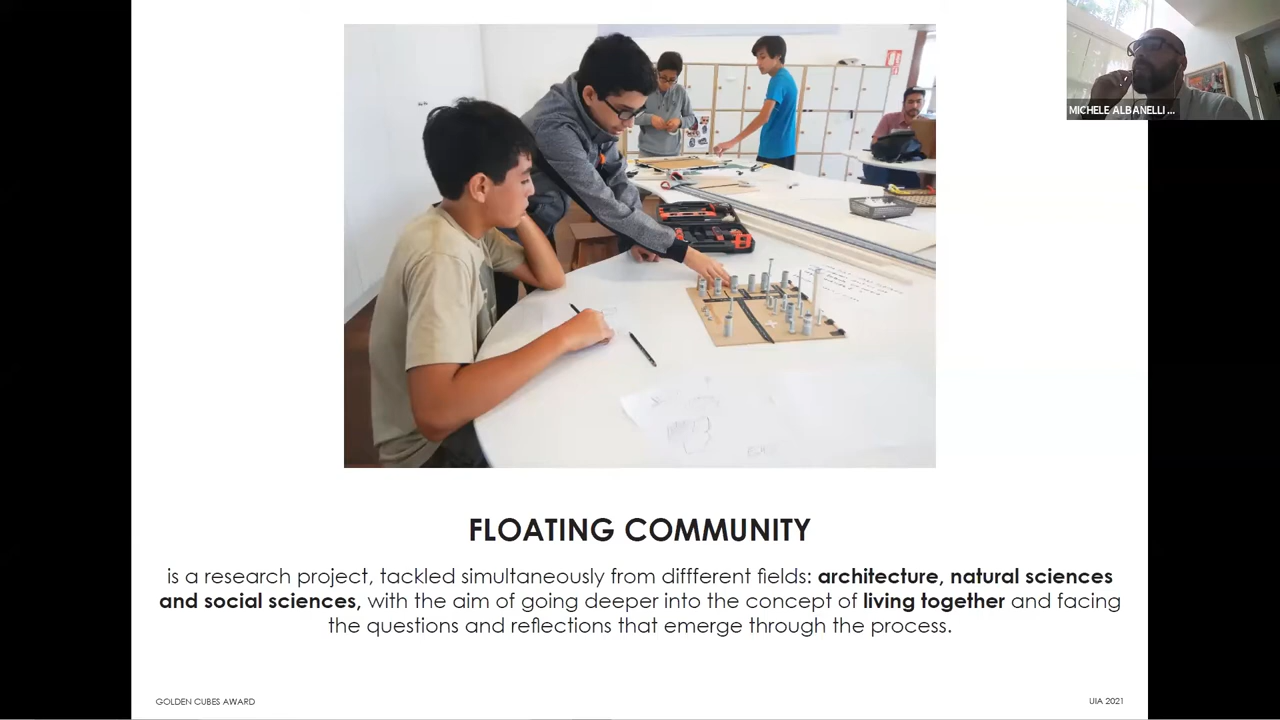 MICHELE ALBANELLI ...
FLOATING COMMUNITY
is a research project, tackled simultaneously from diffferent fields: architecture, natural sciences
and social sciences, with the aim of going deeper into the concept of living together and facing
the questions and reflections that emerge through the process.
GOLDEN CUBES AWARD
UIA 2021